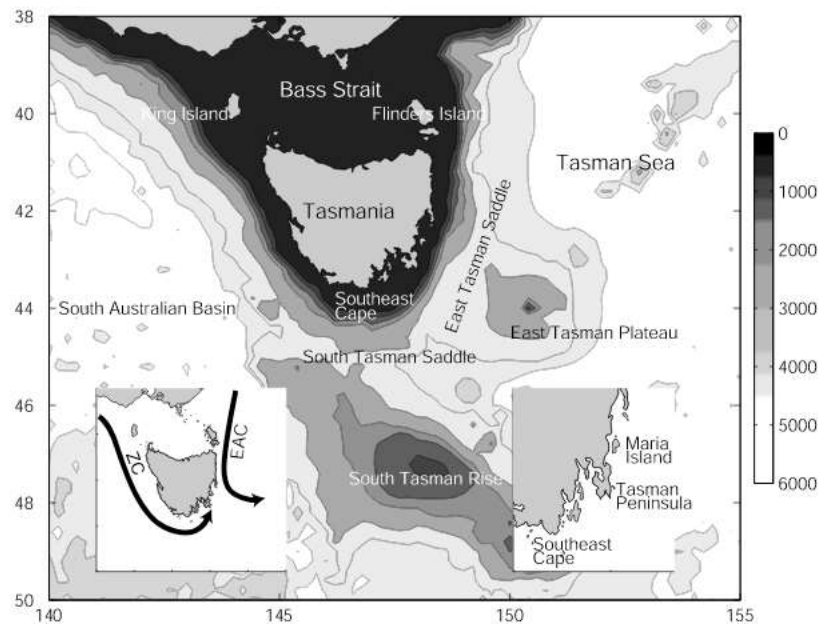 38
40
42
44
46
48
50
140
145
150
155
Bass Strait
King Island
Flinders Island
Tasman Sea
Tasmania
East Tasman Saddle
Southeast
Cape
South Australian Basin
East Tasman Plateau
South Tasman Saddle
South Tasman Rise
ZC
EAC
Maria
Island
Tasman
Peninsula
Southeast
Cape
0
1000
2000
3000
4000
5000
6000